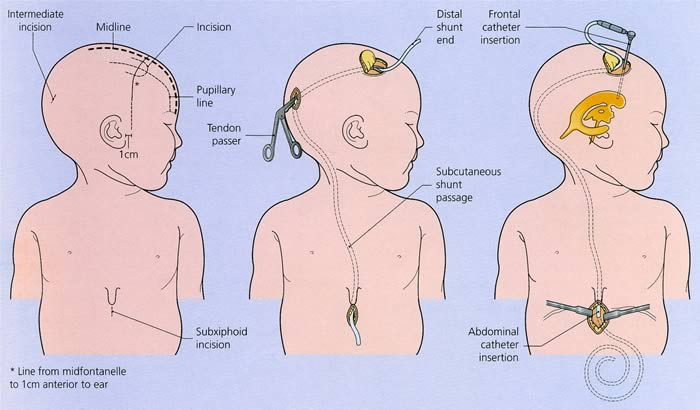 Intermediate
incision
Midline
Incision
*
Pupillary
line
1cm
Subxiphoid
incision
* Line from midfontanelle
to 1cm anterior to ear
Distal
shunt
end
Tendon
passer
Subcutaneous
shunt
passage
Frontal
catheter
insertion
Abdominal
catheter
insertion